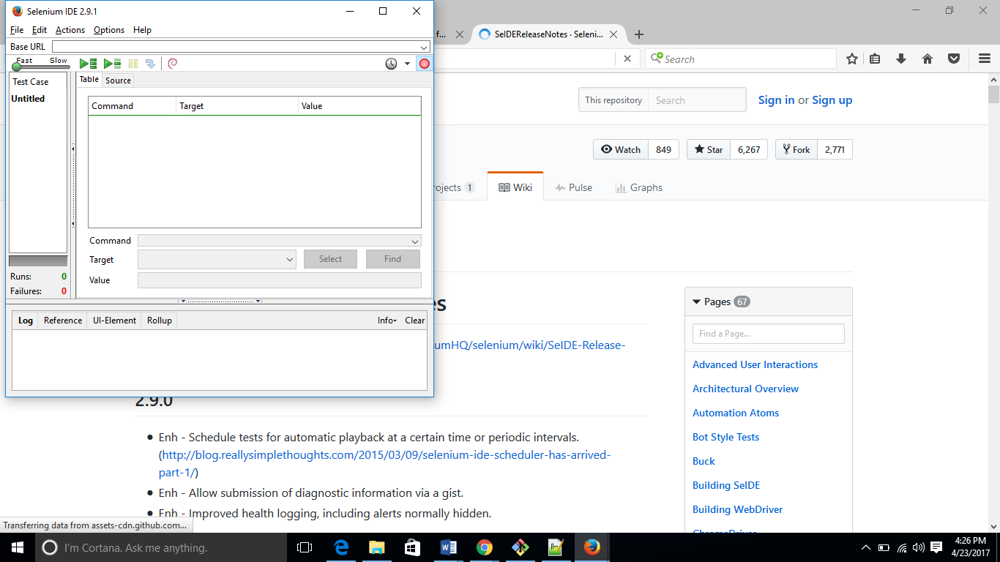 Selenium IDE 2.9.1
File Edit Actions Options Help
Base URL
Fast Slow
Test Case
Untitled
Table Source
Command Target Value
Command
Target Select Find
Value
Runs: 0
Failures: 0
Log Reference UI-Element Rollup Info Clear
f... SeIDEReleaseNotes · Seleni...
Search
This repository Search Sign in or Sign up
Watch 849 Star 6,267 Fork 2,771
rojects 1 Wiki Pulse Graphs
es
umHQ/selenium/wiki/SeIDE-Release-
2.9.0
Enh - Schedule tests for automatic playback at a certain time or periodic intervals.
(http://blog.reallysimplethoughts.com/2015/03/09/selenium-ide-scheduler-has-arrived-
part-1/)
Enh - Allow submission of diagnostic information via a gist.
Enh - Improved health logging, including alerts normally hidden.
Pages 67
Find a Page...
Advanced User Interactions
Architectural Overview
Automation Atoms
Bot Style Tests
Buck
Building SeIDE
Building WebDriver
ChromeDriver
Transferring data from assets-cdn.github.com...
I'm Cortana. Ask me anything.
4:26 PM
4/23/2017